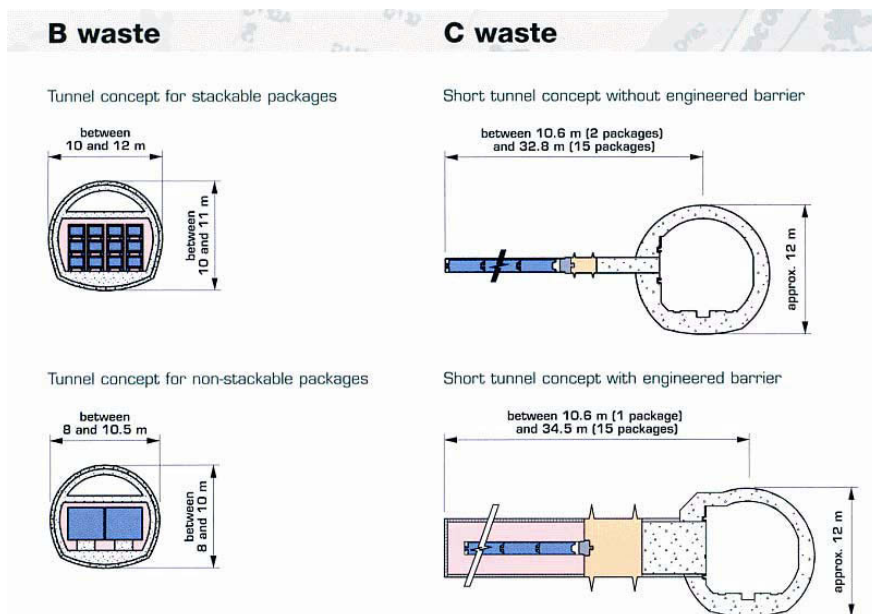 B waste
Tunnel concept for stackable packages
between
10 and 12 m
between
10 and 11 m
Tunnel concept for non-stackable packages
between
8 and 10.5 m
between
8 and 10 m
C waste
Short tunnel concept without engineered barrier
between 10.6 m (2 packages)
and 32.8 m (15 packages)
approx. 12 m
Short tunnel concept with engineered barrier
between 10.6 m (1 package)
and 34.5 m (15 packages)
approx. 12 m